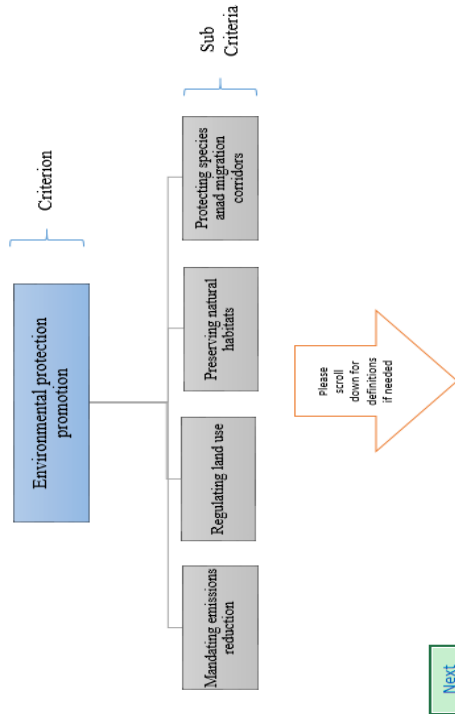 Environmental protection
promotion
Criterion
Mandating emissions
reduction
Regulating land use
Preserving natural
habitats
Protecting species
anad migration
corridors
Sub
Criteria
Please
scroll
down for
definitions
if needed
Next